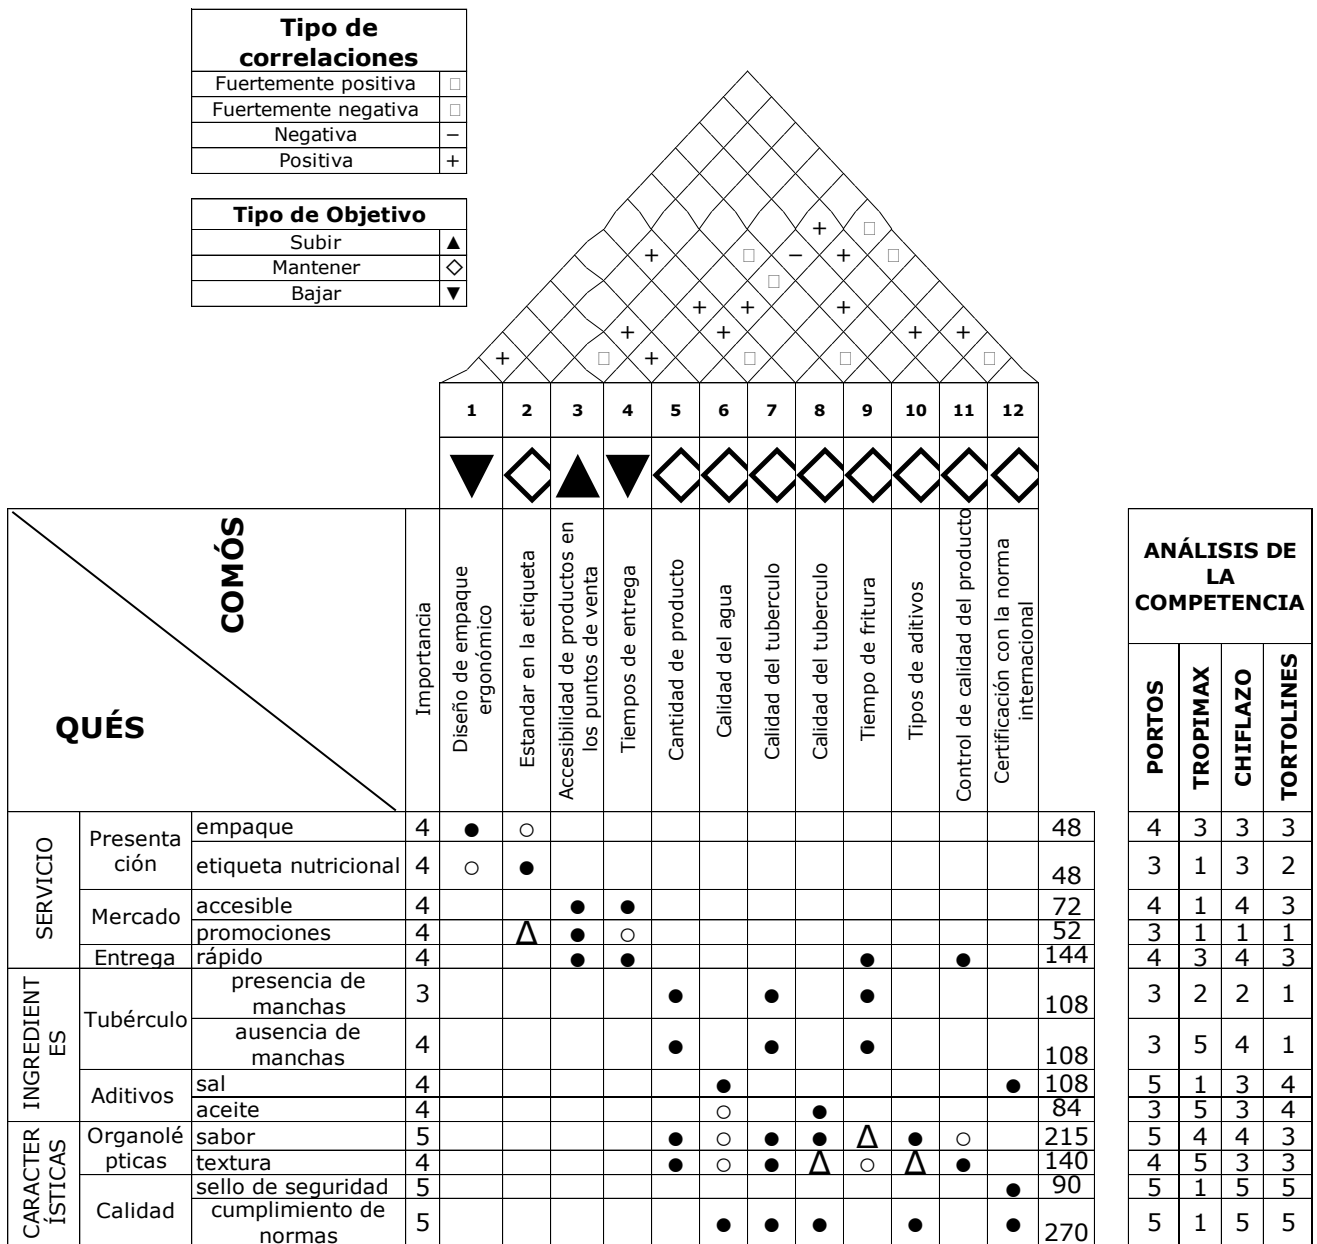 Tipo de
correlaciones
Fuertemente positiva
Fuertemente negativa
Negativa −
Positiva +
Tipo de Objetivo
Subir ▲
Mantener ◇
Bajar ▼
+ 
+ − +
+ + +
+ + + +
+ +
1 2 3 4 5 6 7 8 9 10 11 12
▼ ◇ ▲ ▼ ◇ ◇ ◇ ◇ ◇ ◇ ◇ ◇
COMÓS
QUÉS
Importancia
Diseño de empaque
ergonómico
Estandar en la etiqueta
Accesibilidad de productos en
los puntos de venta
Tiempos de entrega
Cantidad de producto
Calidad del agua
Calidad del tuberculo
Calidad del tuberculo
Tiempo de fritura
Tipos de aditivos
Control de calidad del producto
Certificación con la norma
internacional
ANÁLISIS DE
LA
COMPETENCIA
PORTOS
TROPIMAX
CHIFLAZO
TORTOLINES
SERVICIO
Presenta
ción
empaque 4 ● ○ 48 4 3 3 3
etiqueta nutricional 4 ○ ● 48 3 1 3 2
Mercado
accesible 4 ● ● 72 4 1 4 3
promociones 4 Δ ● ○ 52 3 1 1 1
Entrega rápido 4 ● ● ● ● 144 4 3 4 3
INGREDIENT
ES
Tubérculo
presencia de
manchas 3 ● ● ● 108 3 2 2 1
ausencia de
manchas 4 ● ● ● 108 3 5 4 1
Aditivos
sal 4 ● ● 108 5 1 3 4
aceite 4 ○ ● 84 3 5 3 4
CARACTER
ÍSTICAS
Organolé
pticas
sabor 5 ● ○ ● ● Δ ● ○ 215 5 4 4 3
textura 4 ● ○ ● Δ ○ Δ ● 140 4 5 3 3
Calidad
sello de seguridad 5 ● 90 5 1 5 5
cumplimiento de
normas 5 ● ● ● ● ● 270 5 1 5 5